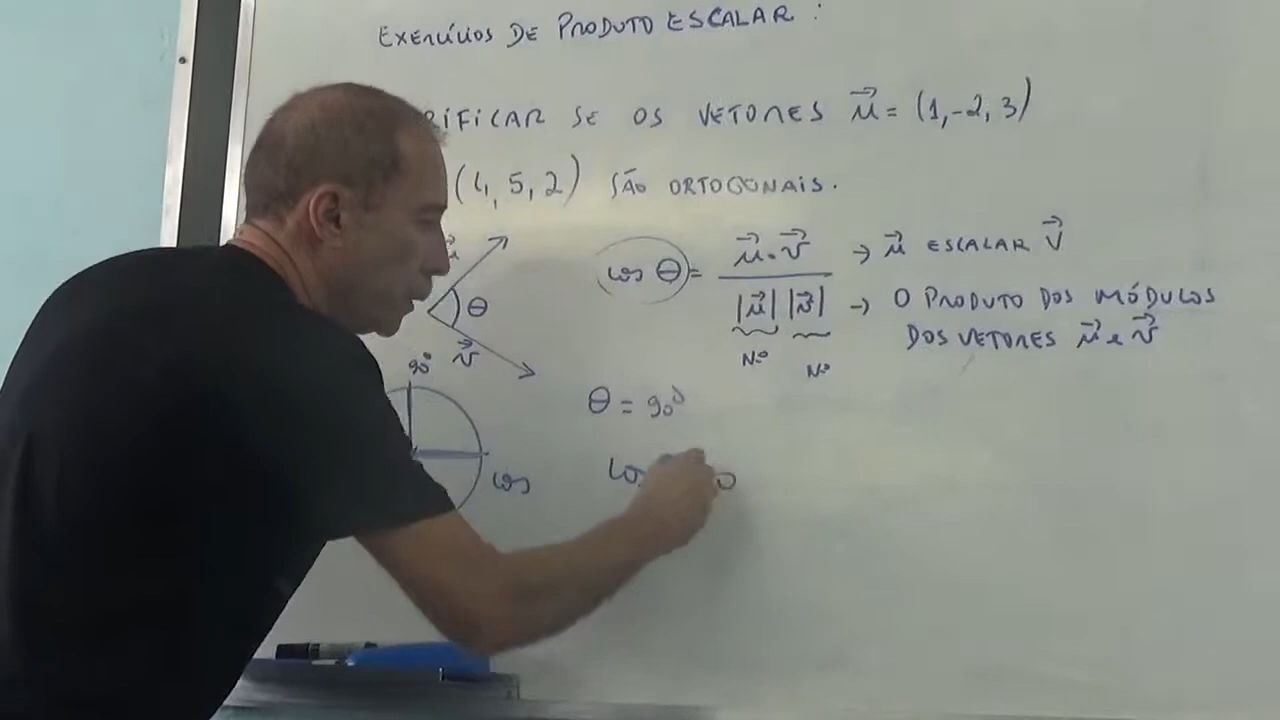 EXERCÍCIOS DE PRODUTO ESCALAR :
RIFICAR SE OS VETORES u⃗ = (1,-2,3)
(4,5,2) SÃO ORTOGONAIS.
u⃗
θ
v⃗
cos θ = u⃗ . v⃗ / |u⃗| |v⃗|
→ u⃗ ESCALAR v⃗
→ O PRODUTO DOS MÓDULOS
DOS VETORES u⃗ e v⃗
Nº Nº
90°
cos
θ = 90°